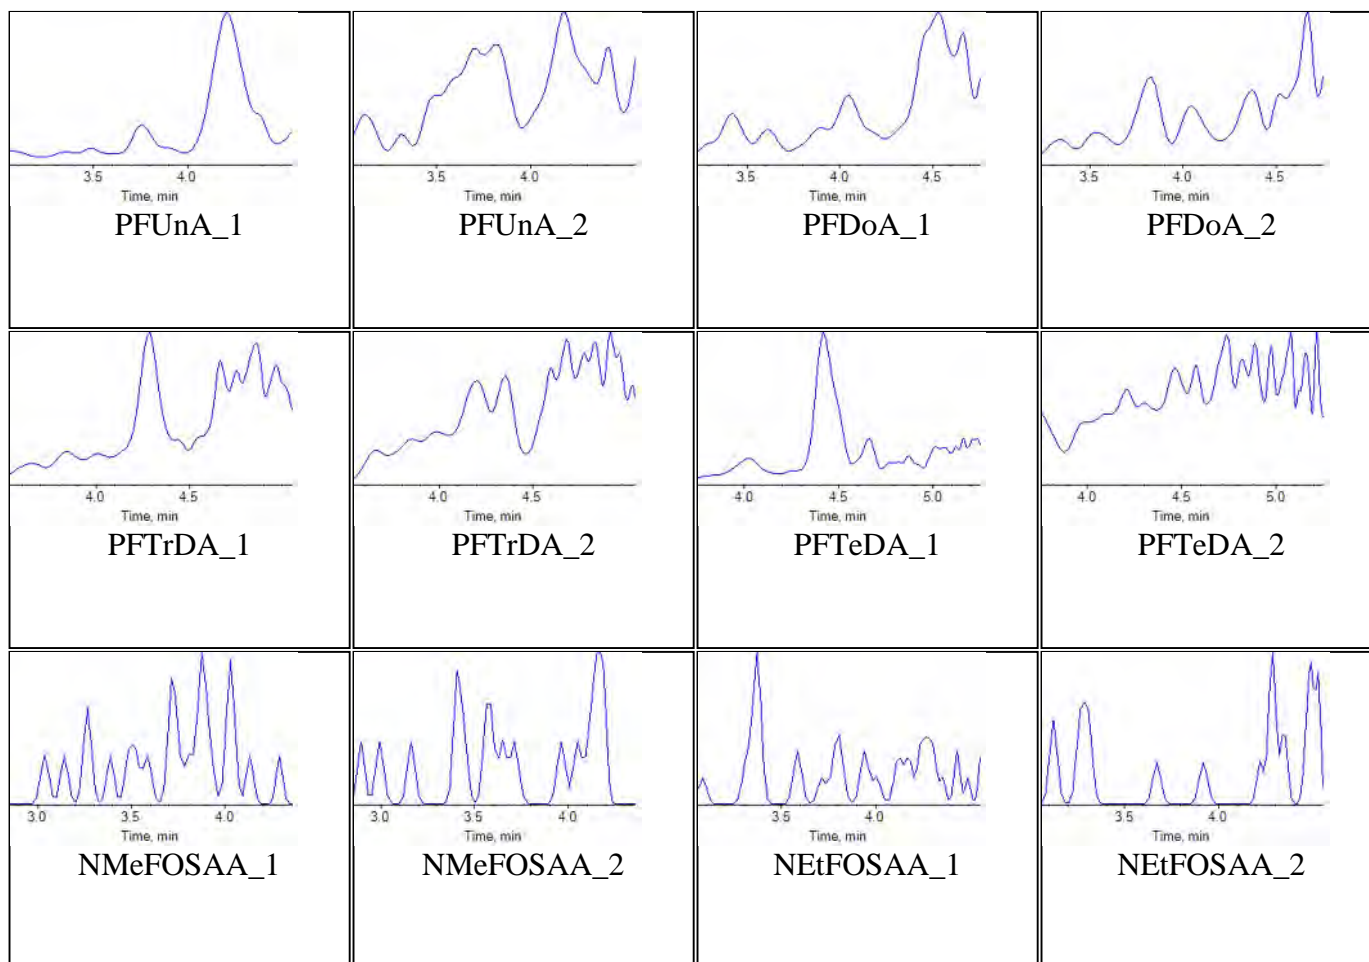 3.5 4.0
Time, min
PFUnA_1
3.5 4.0
Time, min
PFUnA_2
3.5 4.0 4.5
Time, min
PFDoA_1
3.5 4.0 4.5
Time, min
PFDoA_2
4.0 4.5
Time, min
PFTrDA_1
4.0 4.5
Time, min
PFTrDA_2
4.0 4.5 5.0
Time, min
PFTeDA_1
4.0 4.5 5.0
Time, min
PFTeDA_2
3.0 3.5 4.0
Time, min
NMeFOSAA_1
3.0 3.5 4.0
Time, min
NMeFOSAA_2
3.5 4.0
Time, min
NEtFOSAA_1
3.5 4.0
Time, min
NEtFOSAA_2